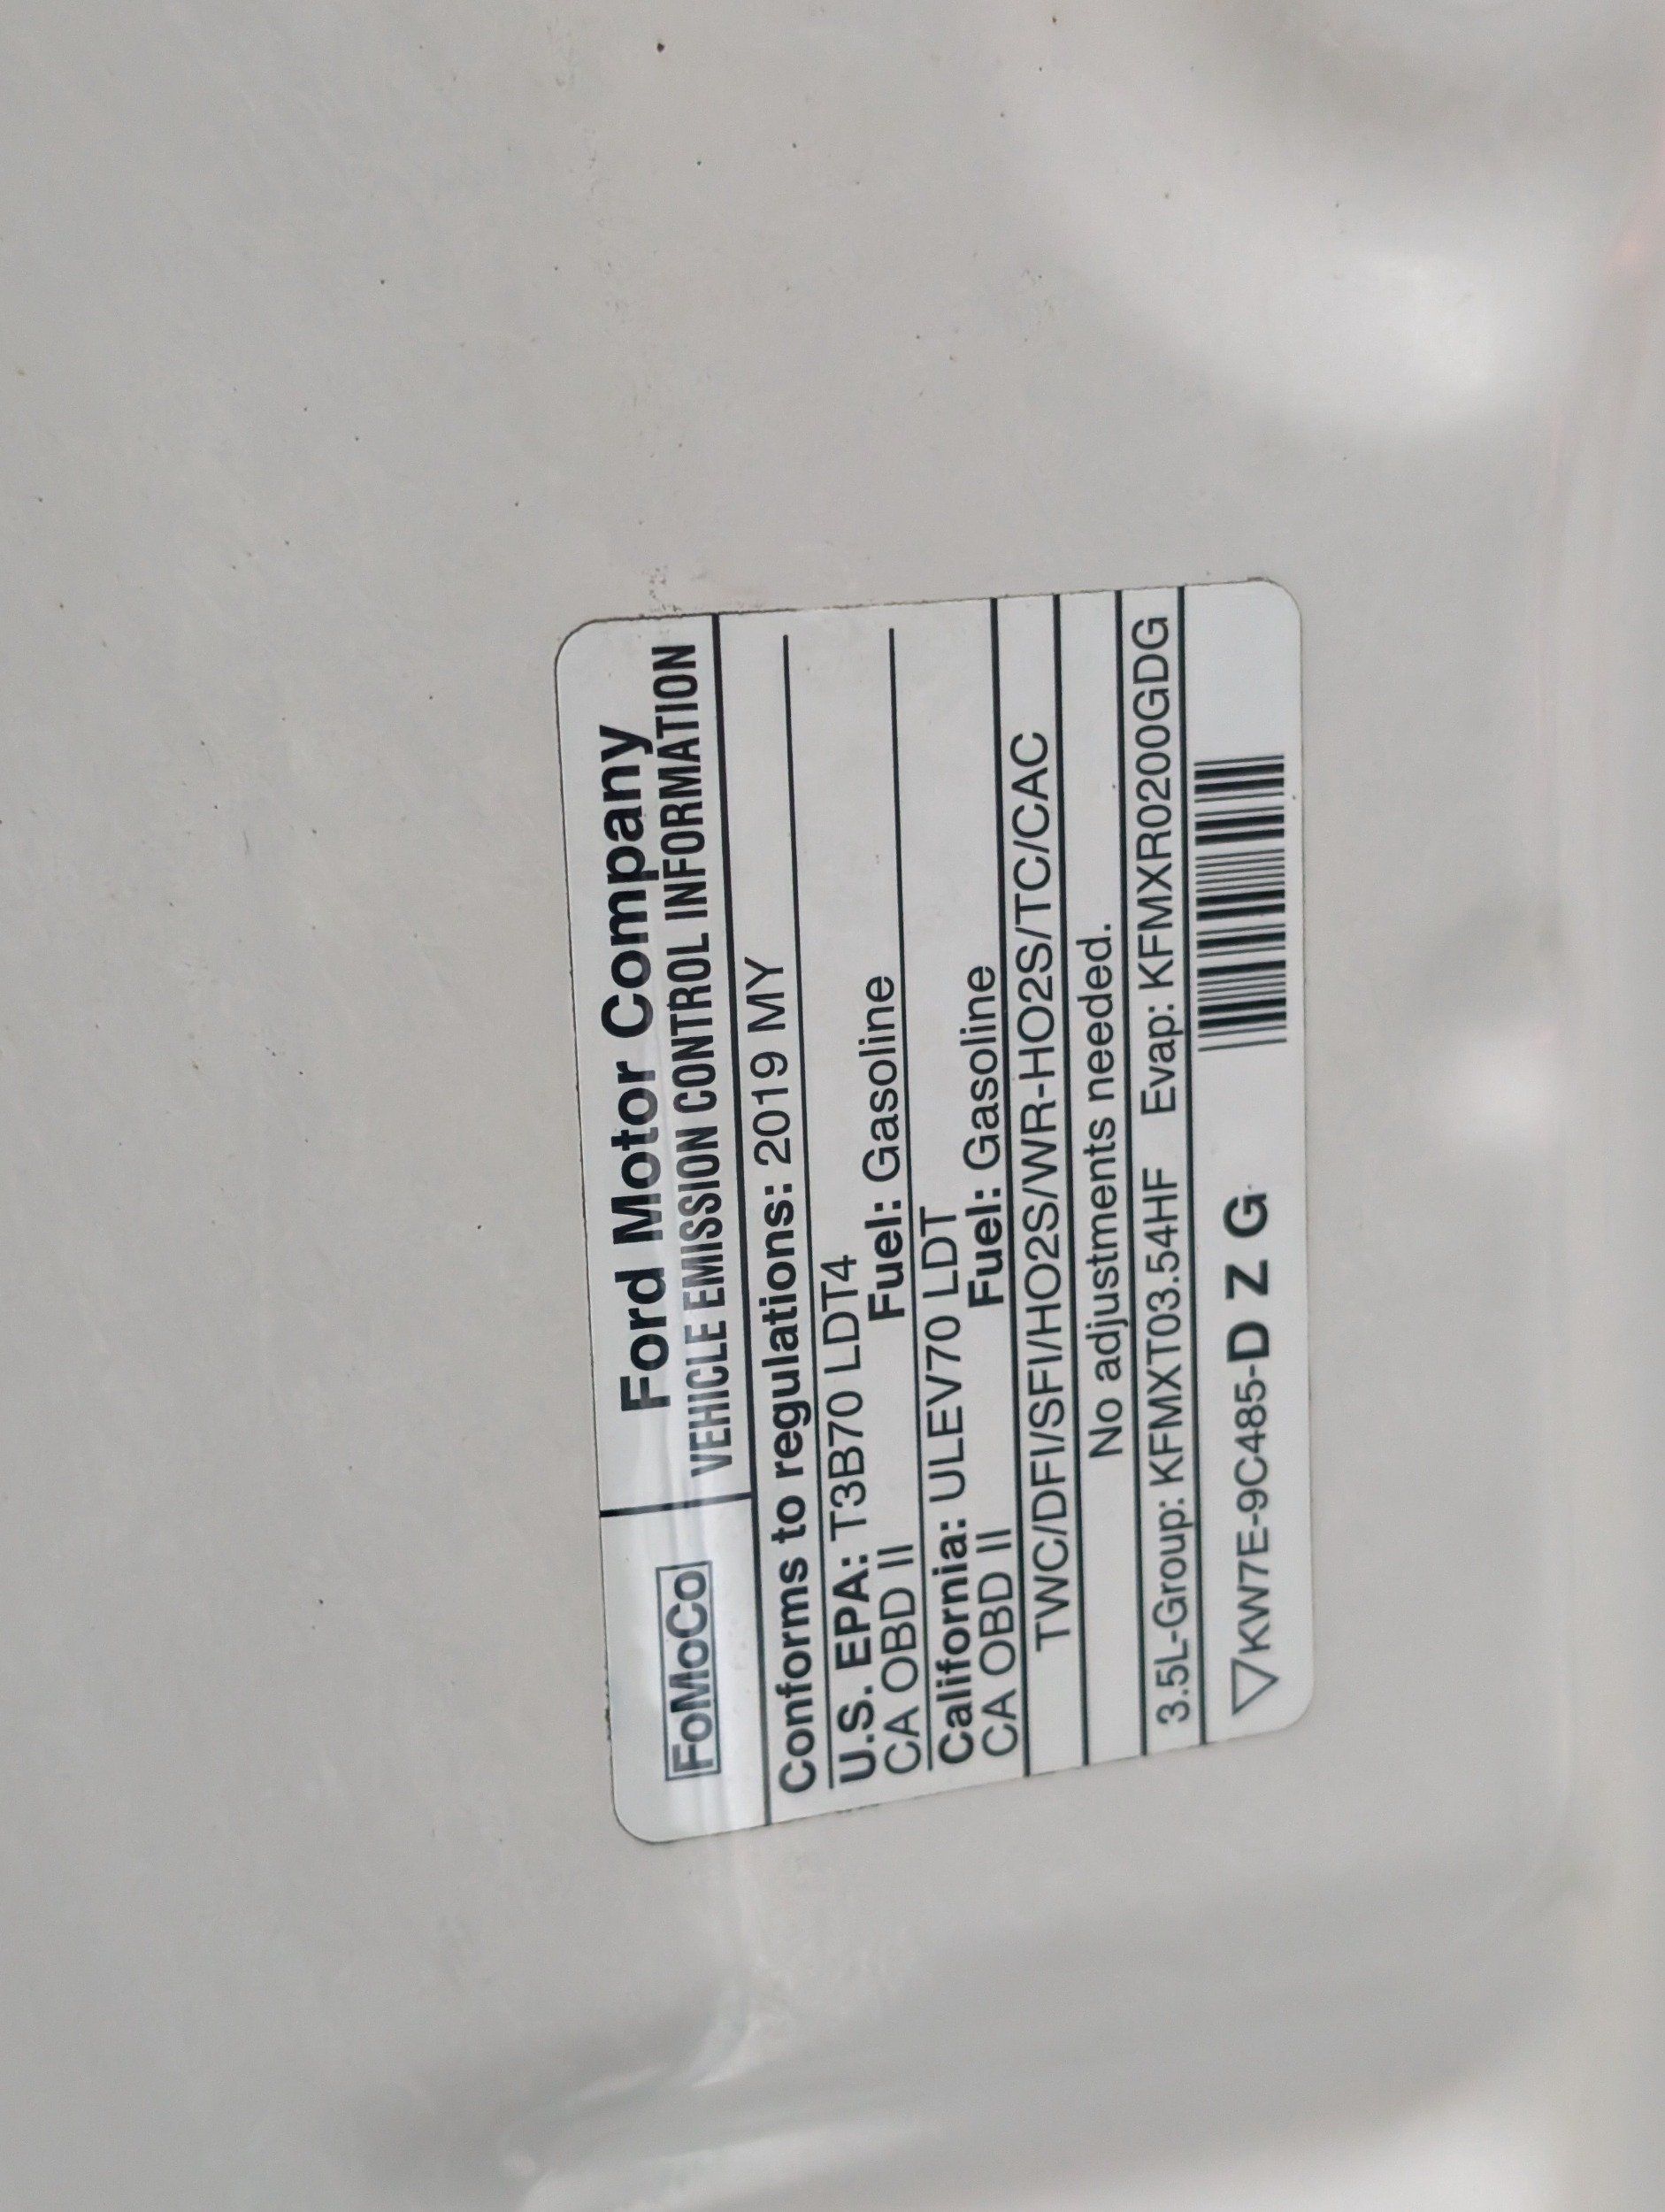 FoMoCo
Ford Motor Company
VEHICLE EMISSION CONTROL INFORMATION
Conforms to regulations: 2019 MY
U.S. EPA: T3B70 LDT4
CA OBD II Fuel: Gasoline
California: ULEV70 LDT
CA OBD II Fuel: Gasoline
TWC/DFI/SFI/HO2S/WR-HO2S/TC/CAC
No adjustments needed.
3.5L-Group: KFMXT03.54HF Evap: KFMXR0200GDG
▽KW7E-9C485-D Z G